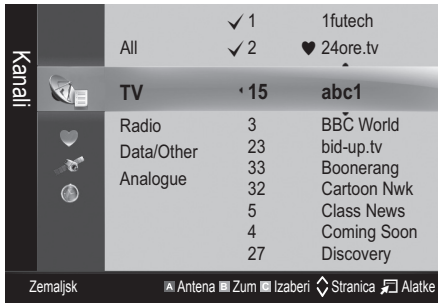 Kanali
✓ 1 1futech
All ✓ 2 ♥ 24ore.tv
TV 15 abc1
Radio 3 BBC World
Data/Other 23 bid-up.tv
Analogue 33 Boonerang
32 Cartoon Nwk
5 Class News
4 Coming Soon
27 Discovery
Zemaljsk A Antena B Zum C Izaberi Stranica Alatke